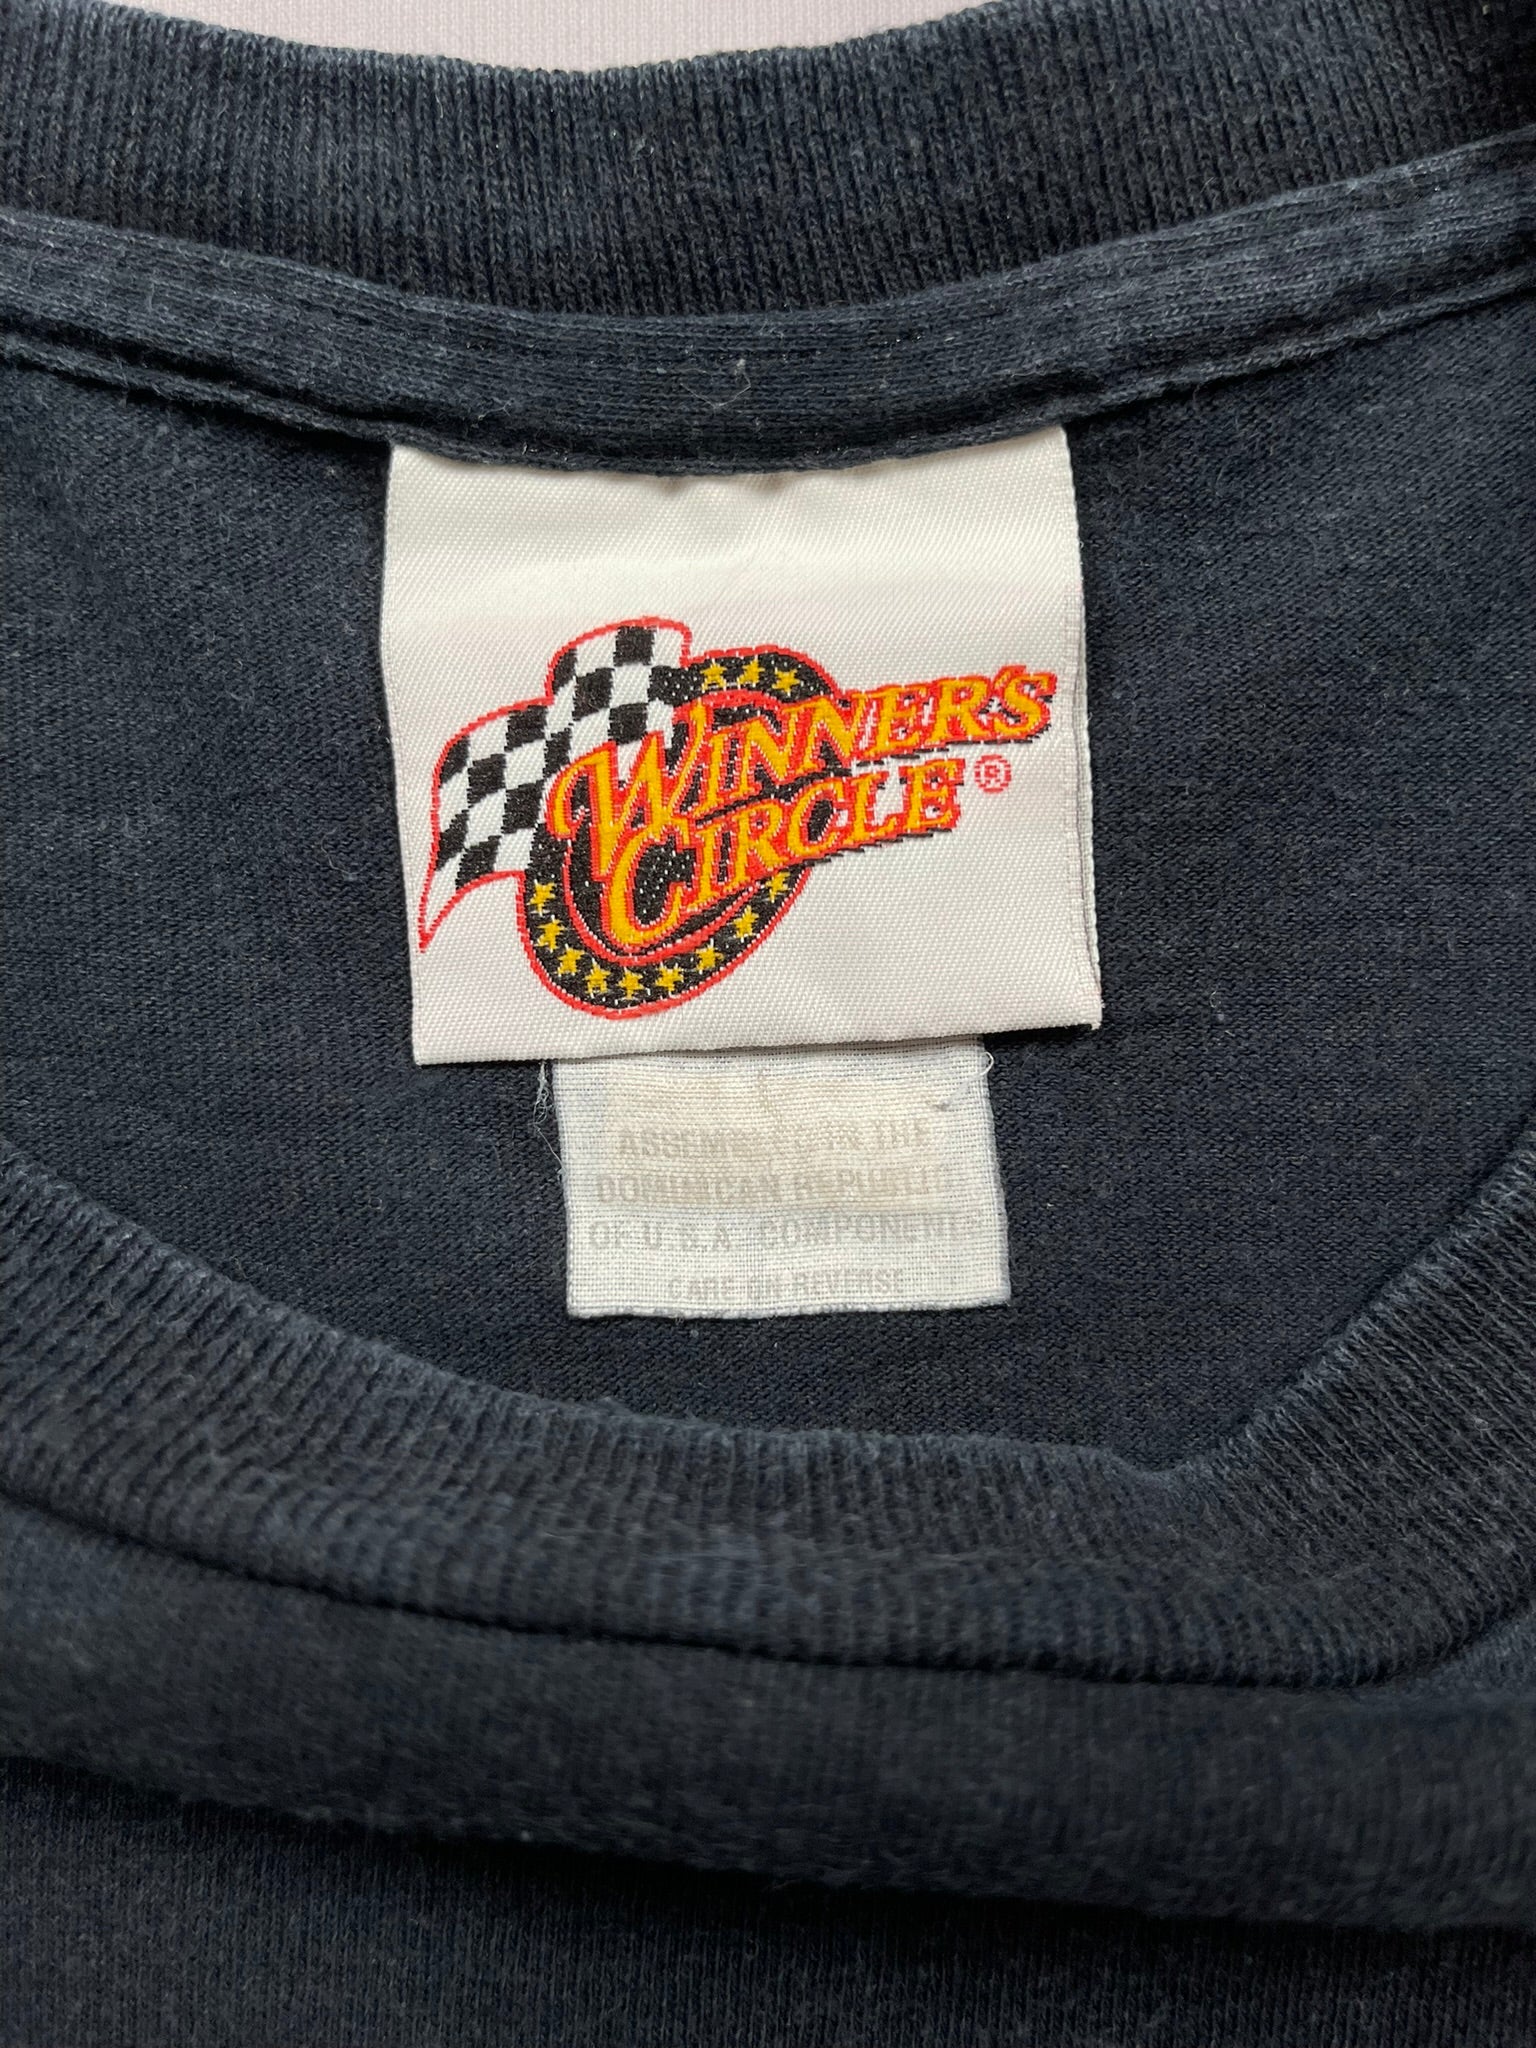 WINNER'S
CIRCLE®
ASSEMBLED IN THE
DOMINICAN REPUBLIC
OF U.S.A. COMPONENTS
CARE ON REVERSE